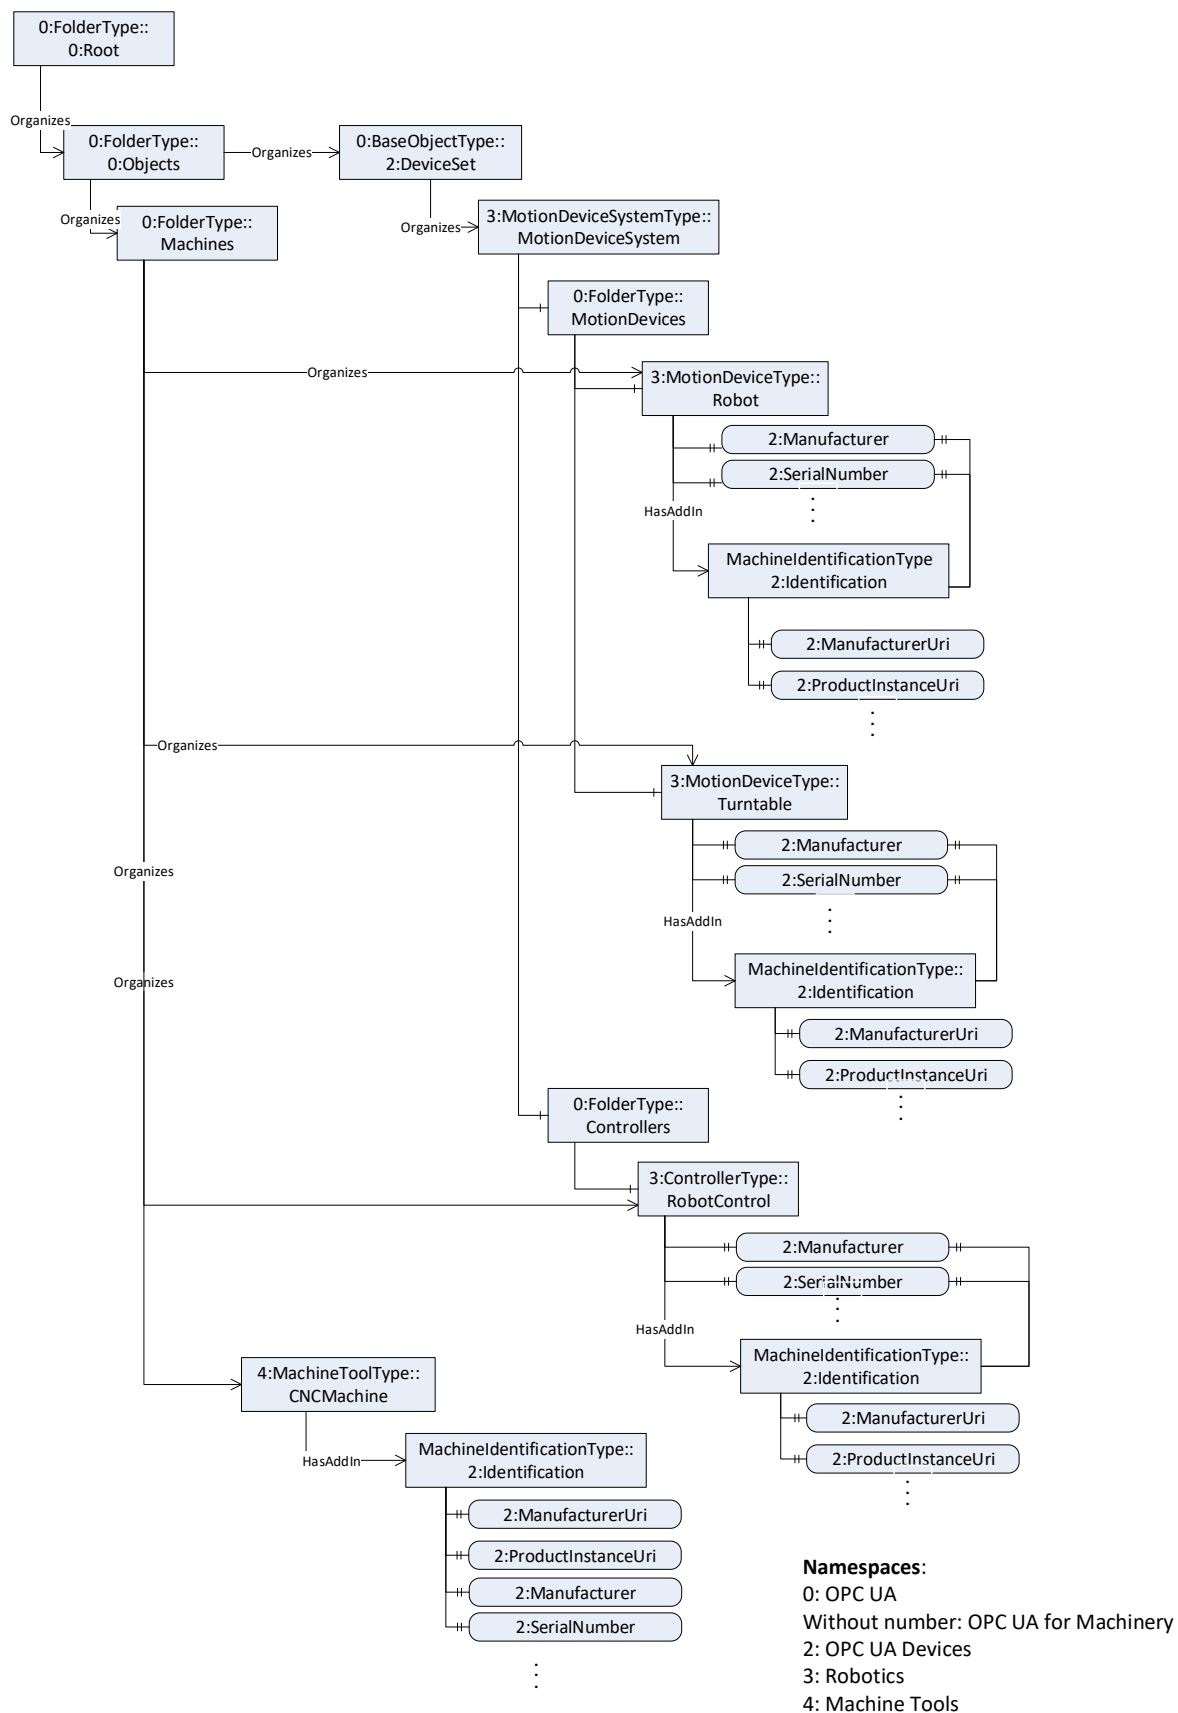 0:FolderType::
0:Root
Organizes
0:FolderType::
0:Objects
Organizes
0:BaseObjectType::
2:DeviceSet
Organizes
0:FolderType::
Machines
Organizes
3:MotionDeviceSystemType::
MotionDeviceSystem
0:FolderType::
MotionDevices
Organizes
3:MotionDeviceType::
Robot
2:Manufacturer
2:SerialNumber
HasAddIn
MachineIdentificationType
2:Identification
2:ManufacturerUri
2:ProductInstanceUri
Organizes
3:MotionDeviceType::
Turntable
2:Manufacturer
2:SerialNumber
Organizes
HasAddIn
MachineIdentificationType::
2:Identification
Organizes
2:ManufacturerUri
2:ProductInstanceUri
0:FolderType::
Controllers
3:ControllerType::
RobotControl
2:Manufacturer
2:SerialNumber
HasAddIn
MachineIdentificationType::
2:Identification
2:ManufacturerUri
2:ProductInstanceUri
4:MachineToolType::
CNCMachine
HasAddIn
MachineIdentificationType::
2:Identification
2:ManufacturerUri
2:ProductInstanceUri
2:Manufacturer
2:SerialNumber
Namespaces:
0: OPC UA
Without number: OPC UA for Machinery
2: OPC UA Devices
3: Robotics
4: Machine Tools